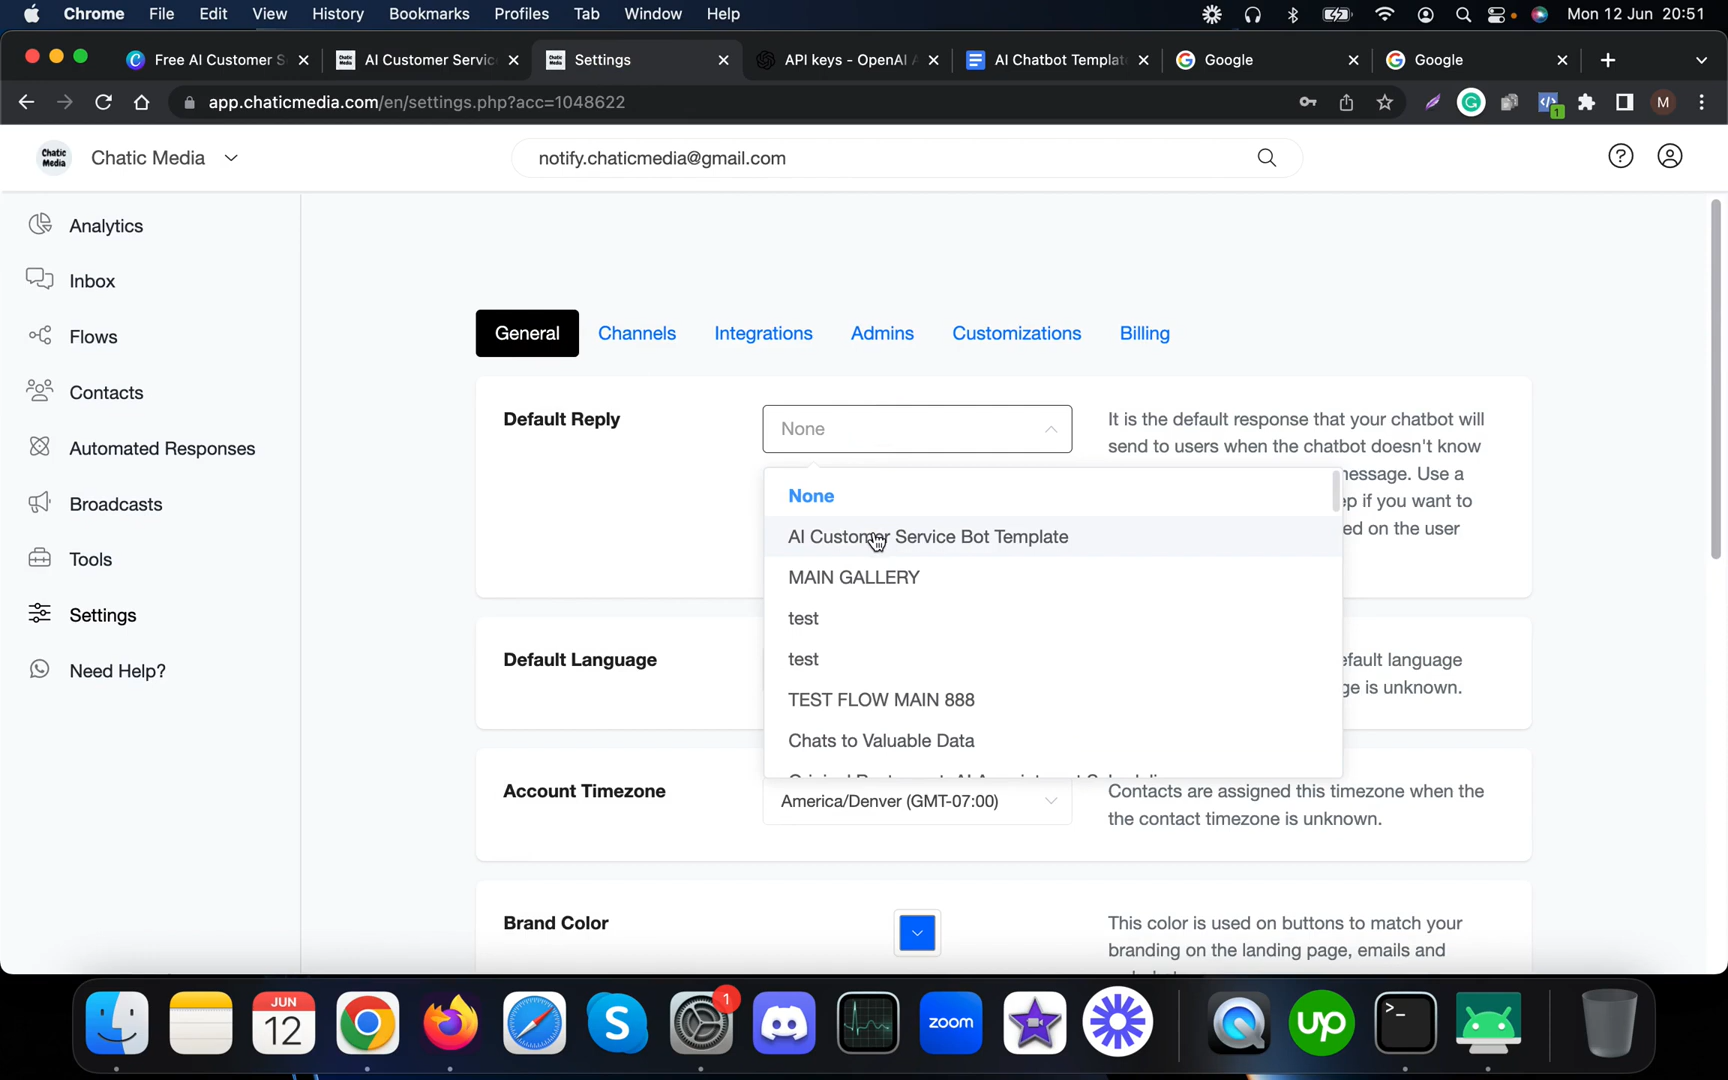 Chrome File Edit View History Bookmarks Profiles Tab Window Help Mon 12 Jun 20:51
Free AI Customer S AI Customer Servic Settings API keys - OpenAI AI Chatbot Templat Google Google
app.chaticmedia.com/en/settings.php?acc=1048622 1 M
Chatic Media Chatic Media notify.chaticmedia@gmail.com
Analytics
Inbox
Flows
Contacts
Automated Responses
Broadcasts
Tools
Settings
Need Help?
General Channels Integrations Admins Customizations Billing
Default Reply
None
It is the default response that your chatbot will
send to users when the chatbot doesn't know
essage. Use a
p if you want to
ed on the user
None
AI Customer Service Bot Template
MAIN GALLERY
test
test
TEST FLOW MAIN 888
Chats to Valuable Data
Default Language
efault language
ge is unknown.
Account Timezone
America/Denver (GMT-07:00)
Contacts are assigned this timezone when the
the contact timezone is unknown.
Brand Color
This color is used on buttons to match your
branding on the landing page, emails and
JUN
12
S
1
zoom
up